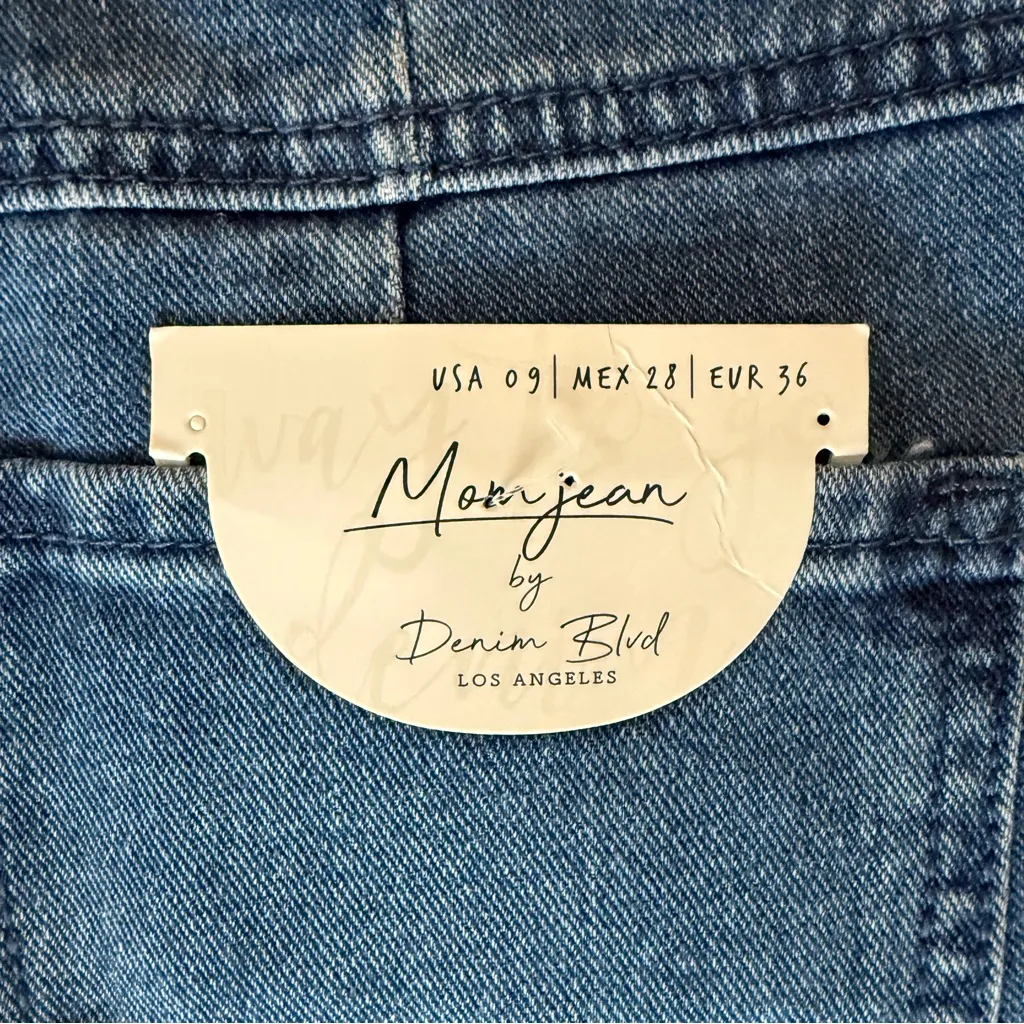 USA 09 | MEX 28 | EUR 36
Mom jean
by
Denim Blvd
LOS ANGELES